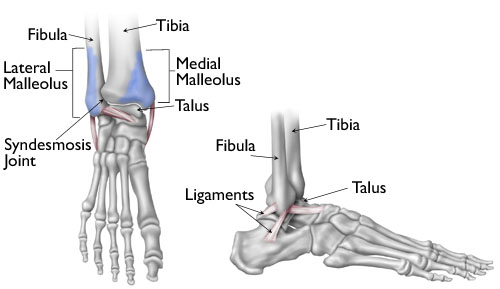 Fibula
Tibia
Lateral
Malleolus
Medial
Malleolus
Talus
Syndesmosis
Joint
Tibia
Fibula
Ligaments
Talus